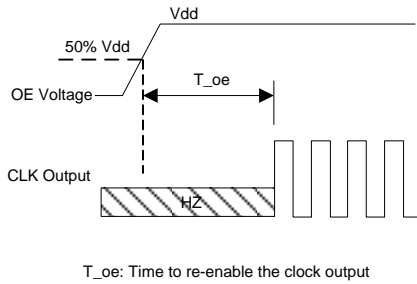 Vdd
50% Vdd
T_oe
OE Voltage
CLK Output
HZ
T_oe: Time to re-enable the clock output